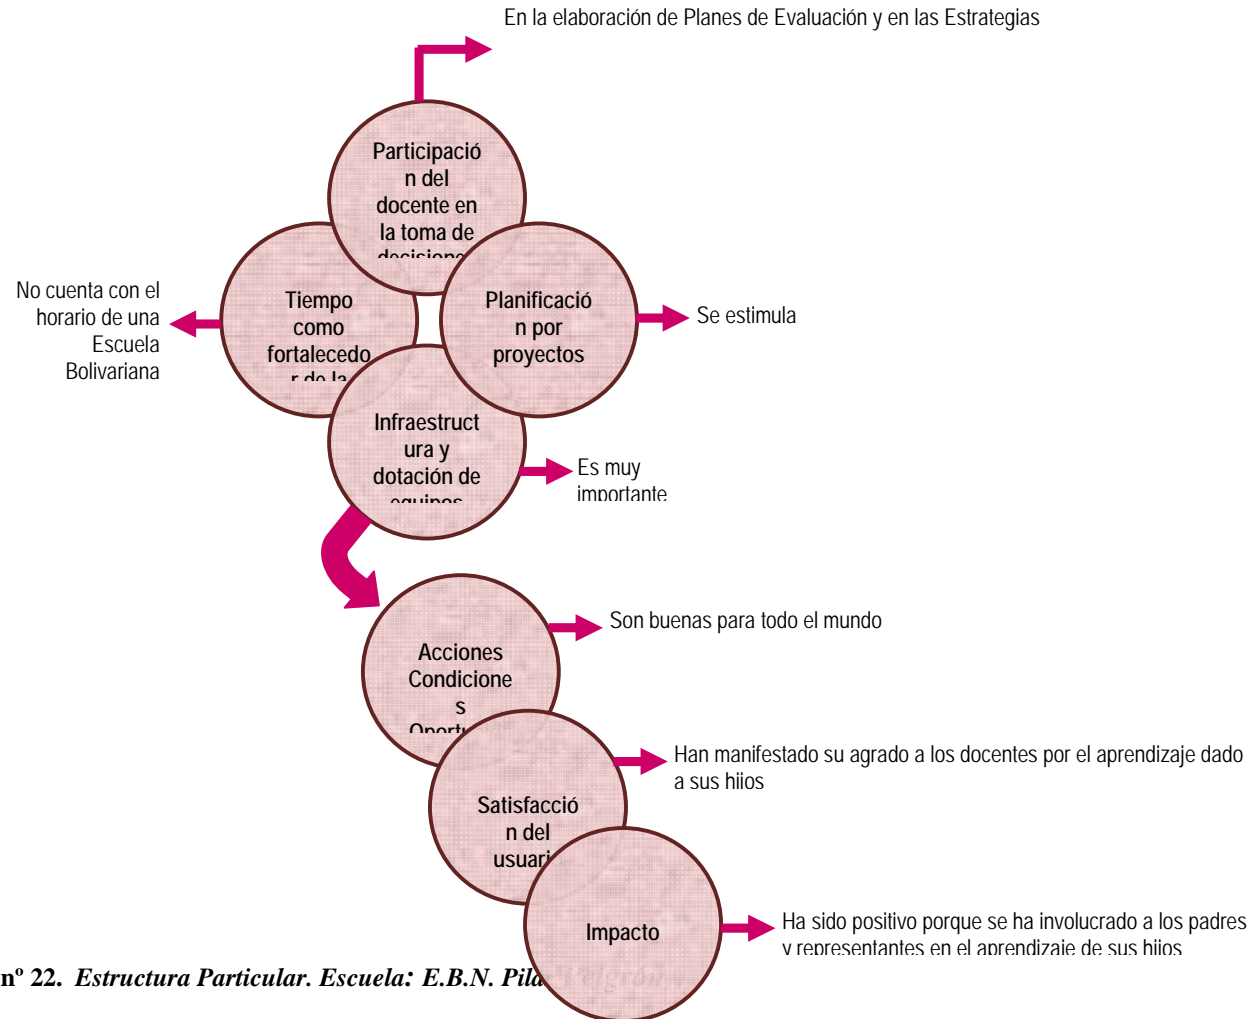 En la elaboración de Planes de Evaluación y en las Estrategias
Participació
n del
docente en
la toma de
decisiones
No cuenta con el
horario de una
Escuela
Bolivariana
Tiempo
como
fortalecedo
r de la
Planificació
n por
proyectos
Se estimula
Infraestruct
ura y
dotación de
equipos
Es muy
importante
Acciones
Condicione
s
Son buenas para todo el mundo
Satisfacció
n del
Han manifestado su agrado a los docentes por el aprendizaje dado
a sus hijos
Impacto
Ha sido positivo porque se ha involucrado a los padres
y representantes en el aprendizaje de sus hijos
nº 22. Estructura Particular. Escuela: E.B.N.